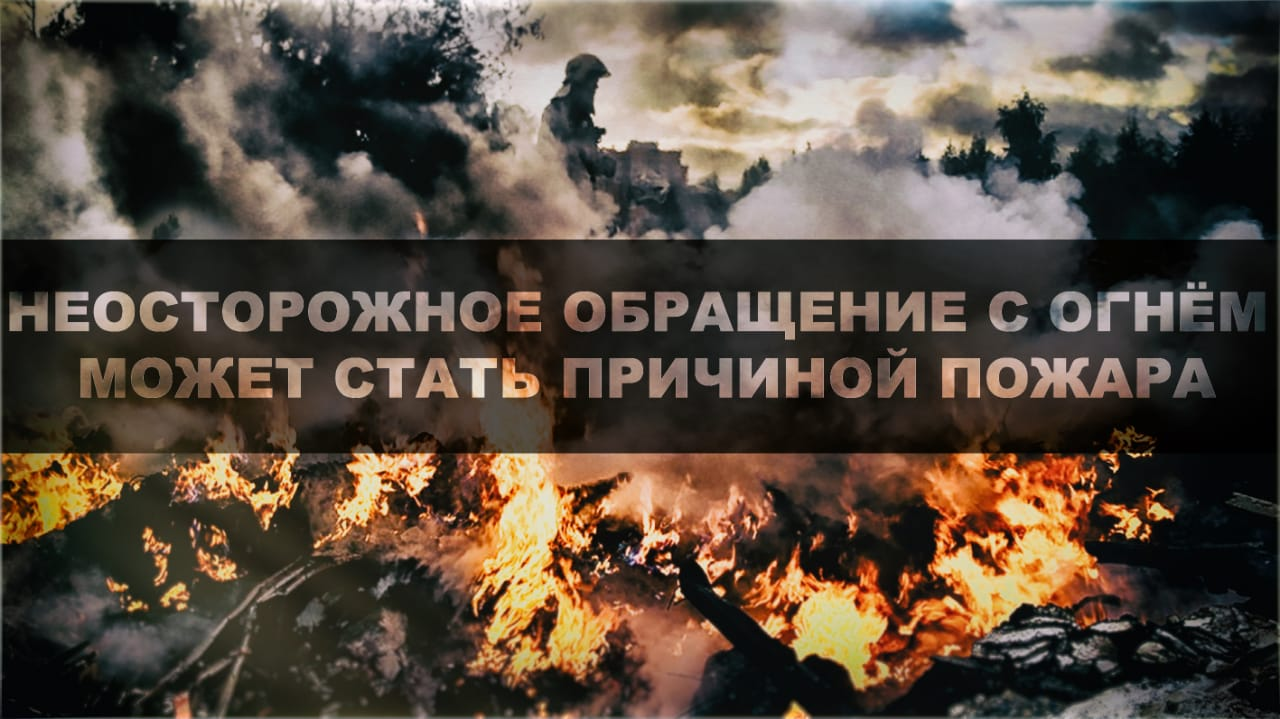 НЕОСТОРОЖНОЕ ОБРАЩЕНИЕ С ОГНЁМ
МОЖЕТ СТАТЬ ПРИЧИНОЙ ПОЖАРА